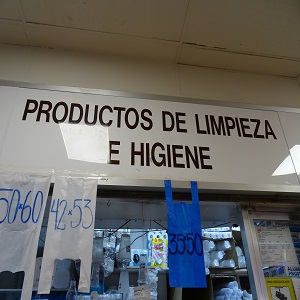 PRODUCTOS DE LIMPIEZA
E HIGIENE
50·60
42·53
35·50